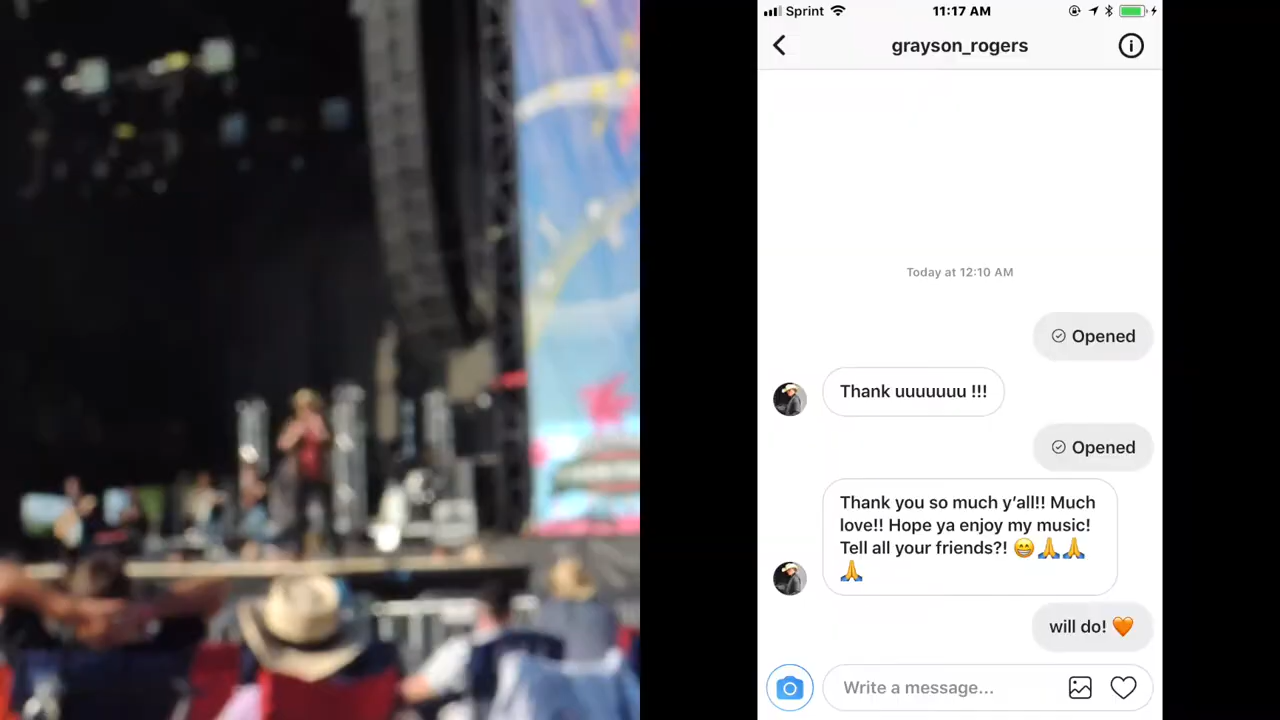 Sprint
11:17 AM
grayson_rogers
Today at 12:10 AM
Opened
Thank uuuuuuu !!!
Opened
Thank you so much y’all!! Much
love!! Hope ya enjoy my music!
Tell all your friends?! 😁🙏🙏
🙏
will do! 🧡
Write a message...